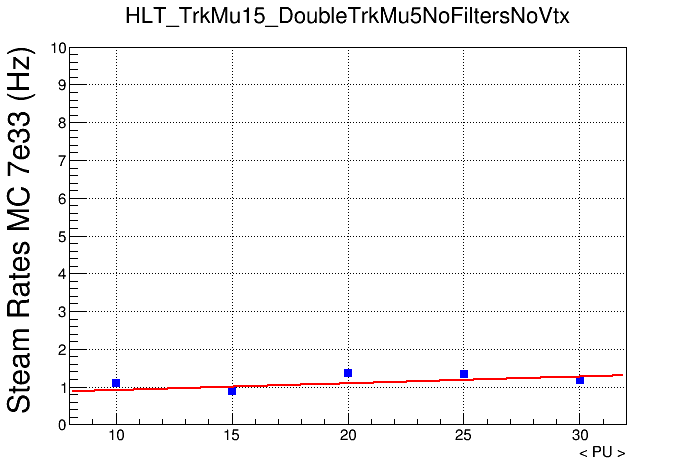 HLT_TrkMu15_DoubleTrkMu5NoFiltersNoVtx
Steam Rates MC 7e33 (Hz)
10
9
8
7
6
5
4
3
2
1
0
10 15 20 25 30
< PU >